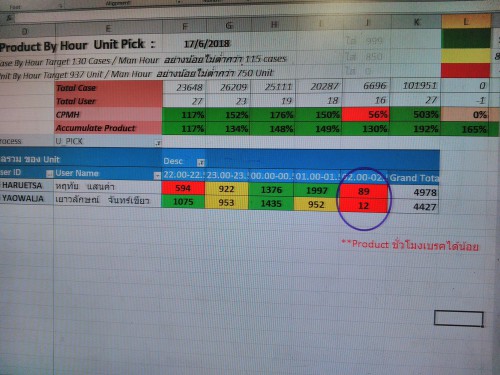 D E F G H I J K L
Product By Hour Unit Pick : 17/6/2018
ase By Hour Target 130 Cases / Man Hour อย่างน้อยไม่ต่ำกว่า 115 cases
nit By Hour Target 937 Unit / Man Hour อย่างน้อยไม่ต่ำกว่า 750 Unit
Total Case 23648 26209 25111 20287 6696 101951 0
Total User 27 23 19 18 16 27 -1
CPMH 117% 152% 176% 150% 56% 503% 0%
Accumulate Product 117% 134% 148% 149% 130% 192% 165%
rocess U_PICK
ลรวม ของ Unit Desc
ser ID User Name 22.00-22. 23.00-23. 00.00-00. 01.00-01. 02.00-02. Grand Tota
HARUETSA หฤทัย แสนคำ 594 922 1376 1997 89 4978
YAOWALIA เยาวลักษณ์ จันทร์เขียว 1075 953 1435 952 12 4427
**Product ชั่วโมงเบรคได้น้อย